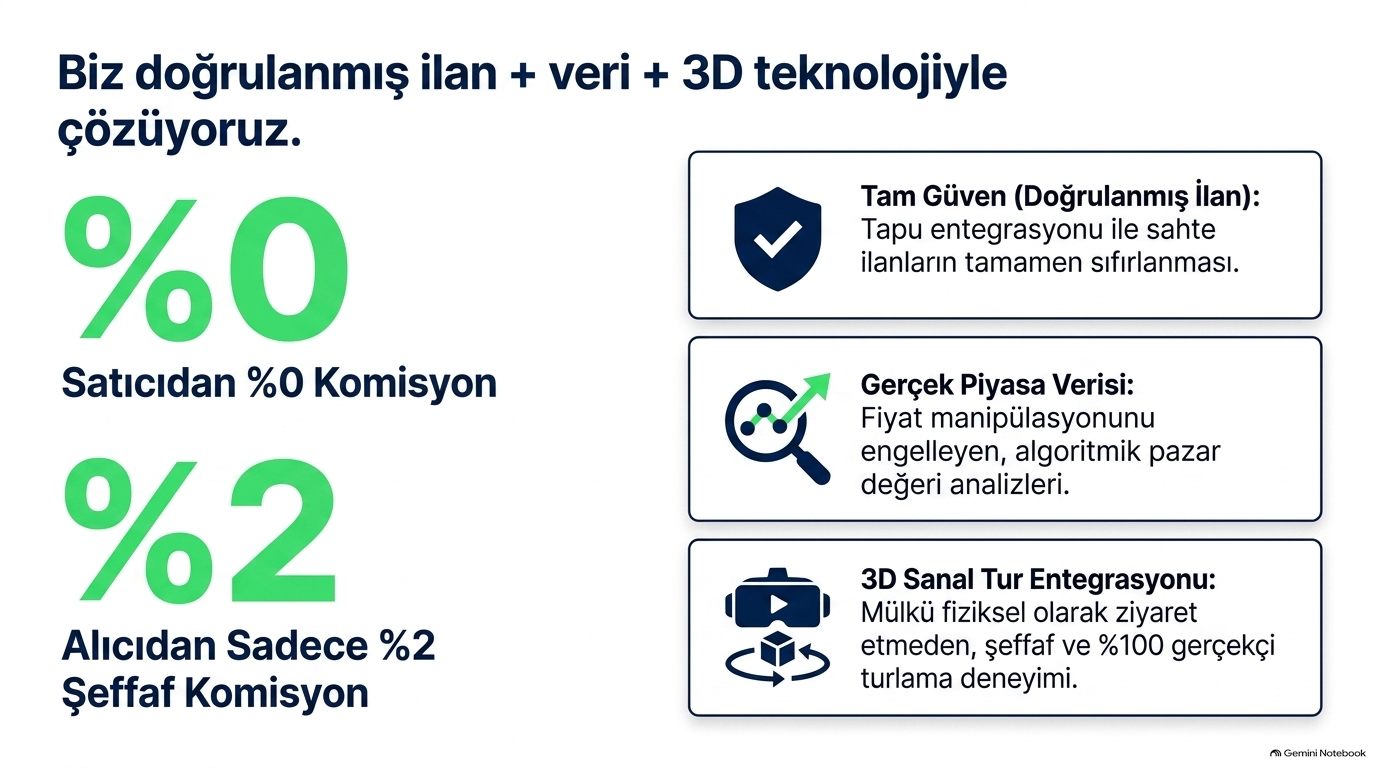 Biz doğrulanmış ilan + veri + 3D teknolojiyle
çözüyoruz.
%0
Satıcıdan %0 Komisyon
%2
Alıcıdan Sadece %2
Şeffaf Komisyon
Tam Güven (Doğrulanmış İlan):
Tapu entegrasyonu ile sahte
ilanların tamamen sıfırlanması.
Gerçek Piyasa Verisi:
Fiyat manipülasyonunu
engelleyen, algoritmik pazar
değeri analizleri.
3D Sanal Tur Entegrasyonu:
Mülkü fiziksel olarak ziyaret
etmeden, şeffaf ve %100 gerçekçi
turlama deneyimi.
Gemini Notebook